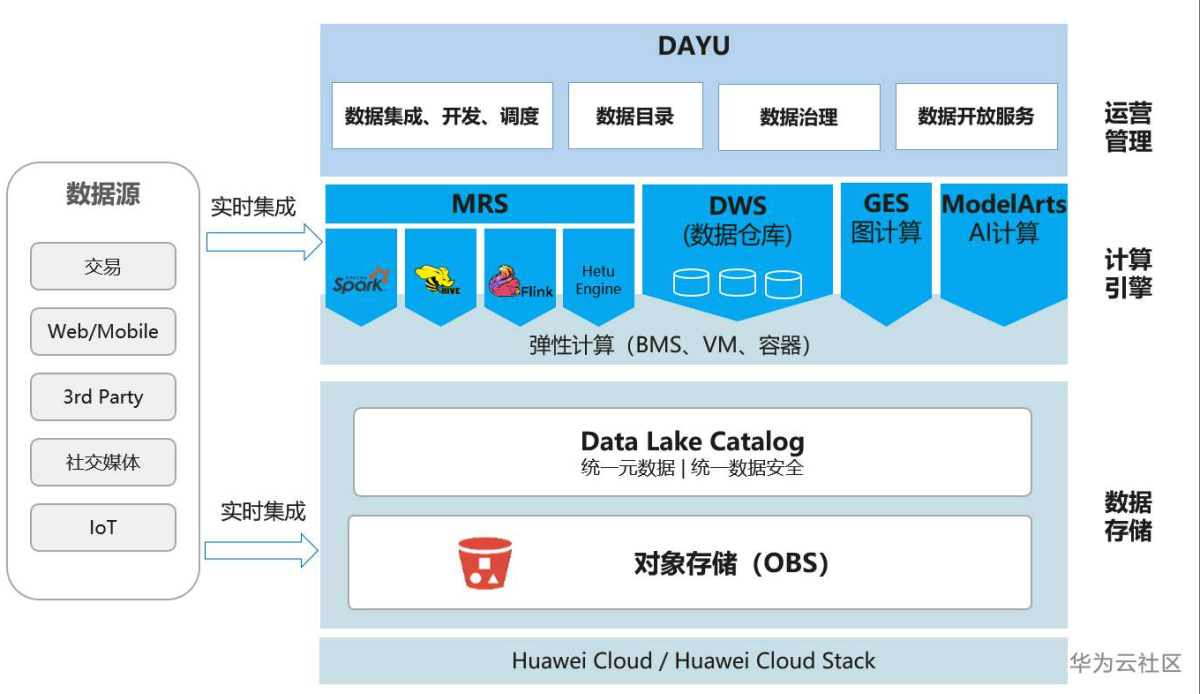 DAYU
数据集成、开发、调度
数据目录
数据治理
数据开放服务
运营
管理
数据源
交易
Web/Mobile
3rd Party
社交媒体
IoT
实时集成
实时集成
MRS
APACHE
Spark
HIVE
Flink
Hetu
Engine
DWS
(数据仓库)
GES
图计算
ModelArts
AI计算
计算
引擎
弹性计算（BMS、VM、容器）
Data Lake Catalog
统一元数据 | 统一数据安全
对象存储（OBS）
数据
存储
Huawei Cloud / Huawei Cloud Stack
华为云社区